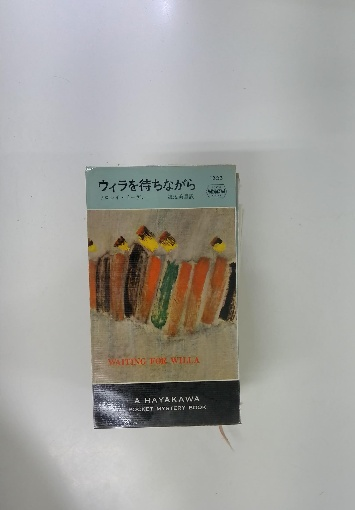 ウィラを待ちながら
WAITING FOR WILLA
A HAYAKAWA
POCKET MYSTERY BOOK